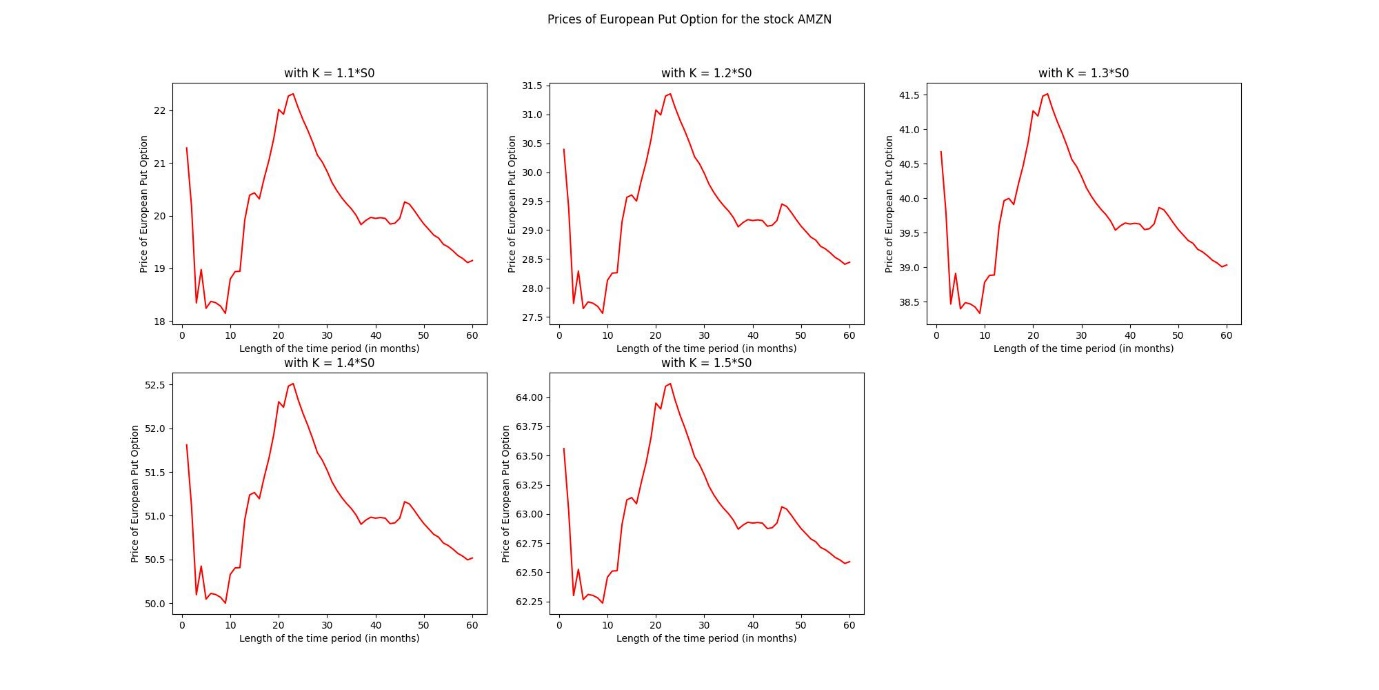 Prices of European Put Option for the stock AMZN
with K = 1.1*S0
Price of European Put Option
22
21
20
19
18
0 10 20 30 40 50 60
Length of the time period (in months)
with K = 1.2*S0
Price of European Put Option
31.5
31.0
30.5
30.0
29.5
29.0
28.5
28.0
27.5
0 10 20 30 40 50 60
Length of the time period (in months)
with K = 1.3*S0
Price of European Put Option
41.5
41.0
40.5
40.0
39.5
39.0
38.5
0 10 20 30 40 50 60
Length of the time period (in months)
with K = 1.4*S0
Price of European Put Option
52.5
52.0
51.5
51.0
50.5
50.0
0 10 20 30 40 50 60
Length of the time period (in months)
with K = 1.5*S0
Price of European Put Option
64.00
63.75
63.50
63.25
63.00
62.75
62.50
62.25
0 10 20 30 40 50 60
Length of the time period (in months)